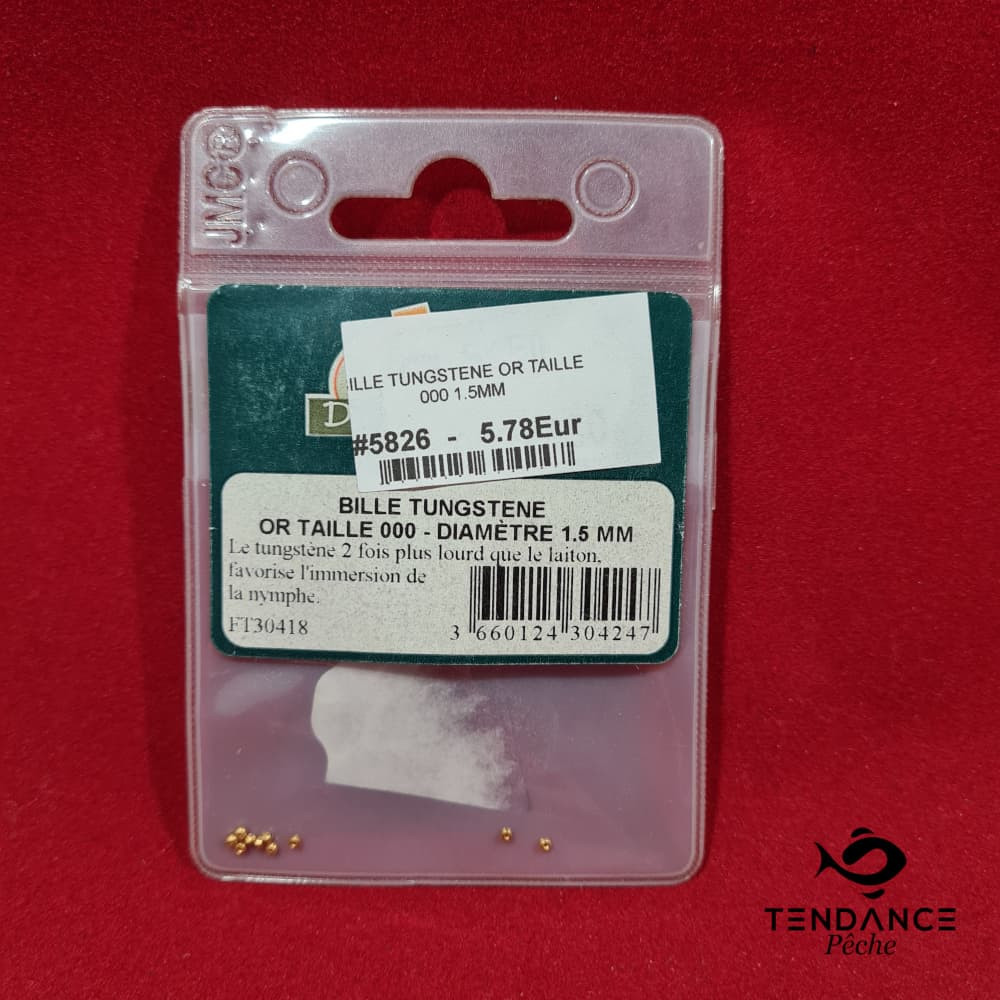 JMC®
ILLE TUNGSTENE OR TAILLE
000 1.5MM
#5826 - 5.78Eur
BILLE TUNGSTENE
OR TAILLE 000 - DIAMÈTRE 1.5 MM
Le tungstène 2 fois plus lourd que le laiton,
favorise l'immersion de
la nymphe.
FT30418
3 660124 304247
TENDANCE
Pêche